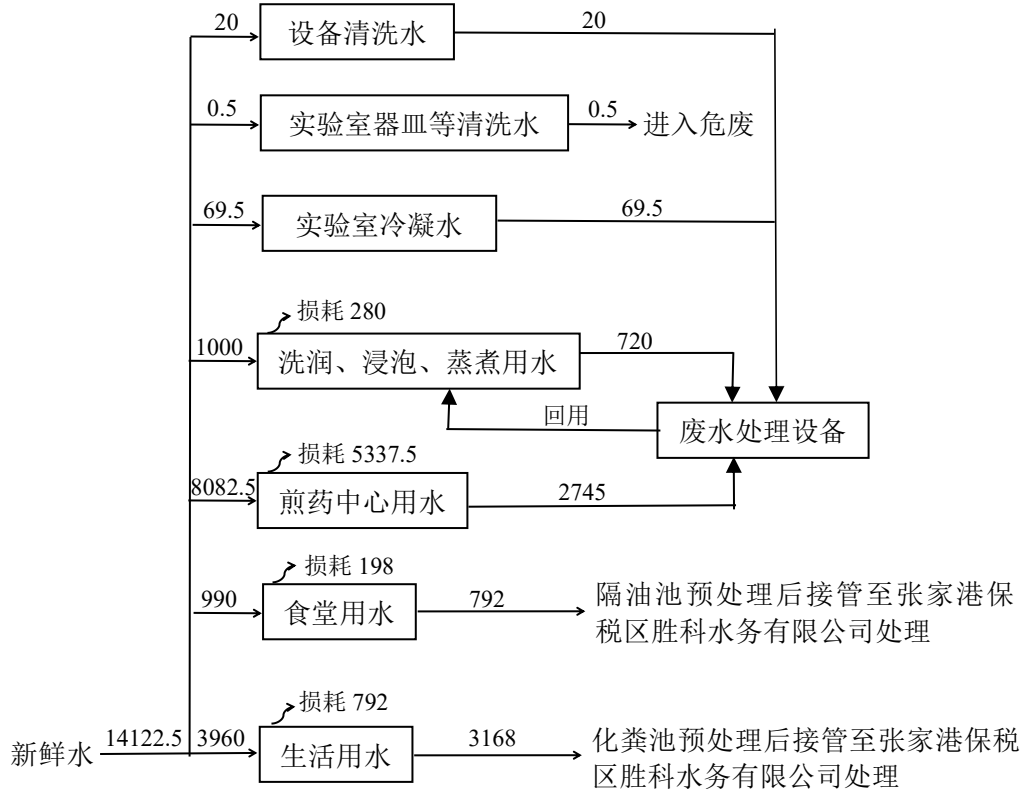 20
设备清洗水
20
0.5
实验室器皿等清洗水
0.5
进入危废
69.5
实验室冷凝水
69.5
损耗 280
1000
洗润、浸泡、蒸煮用水
720
回用
废水处理设备
损耗 5337.5
8082.5
煎药中心用水
2745
损耗 198
990
食堂用水
792
隔油池预处理后接管至张家港保
税区胜科水务有限公司处理
损耗 792
新鲜水
14122.5
3960
生活用水
3168
化粪池预处理后接管至张家港保税
区胜科水务有限公司处理